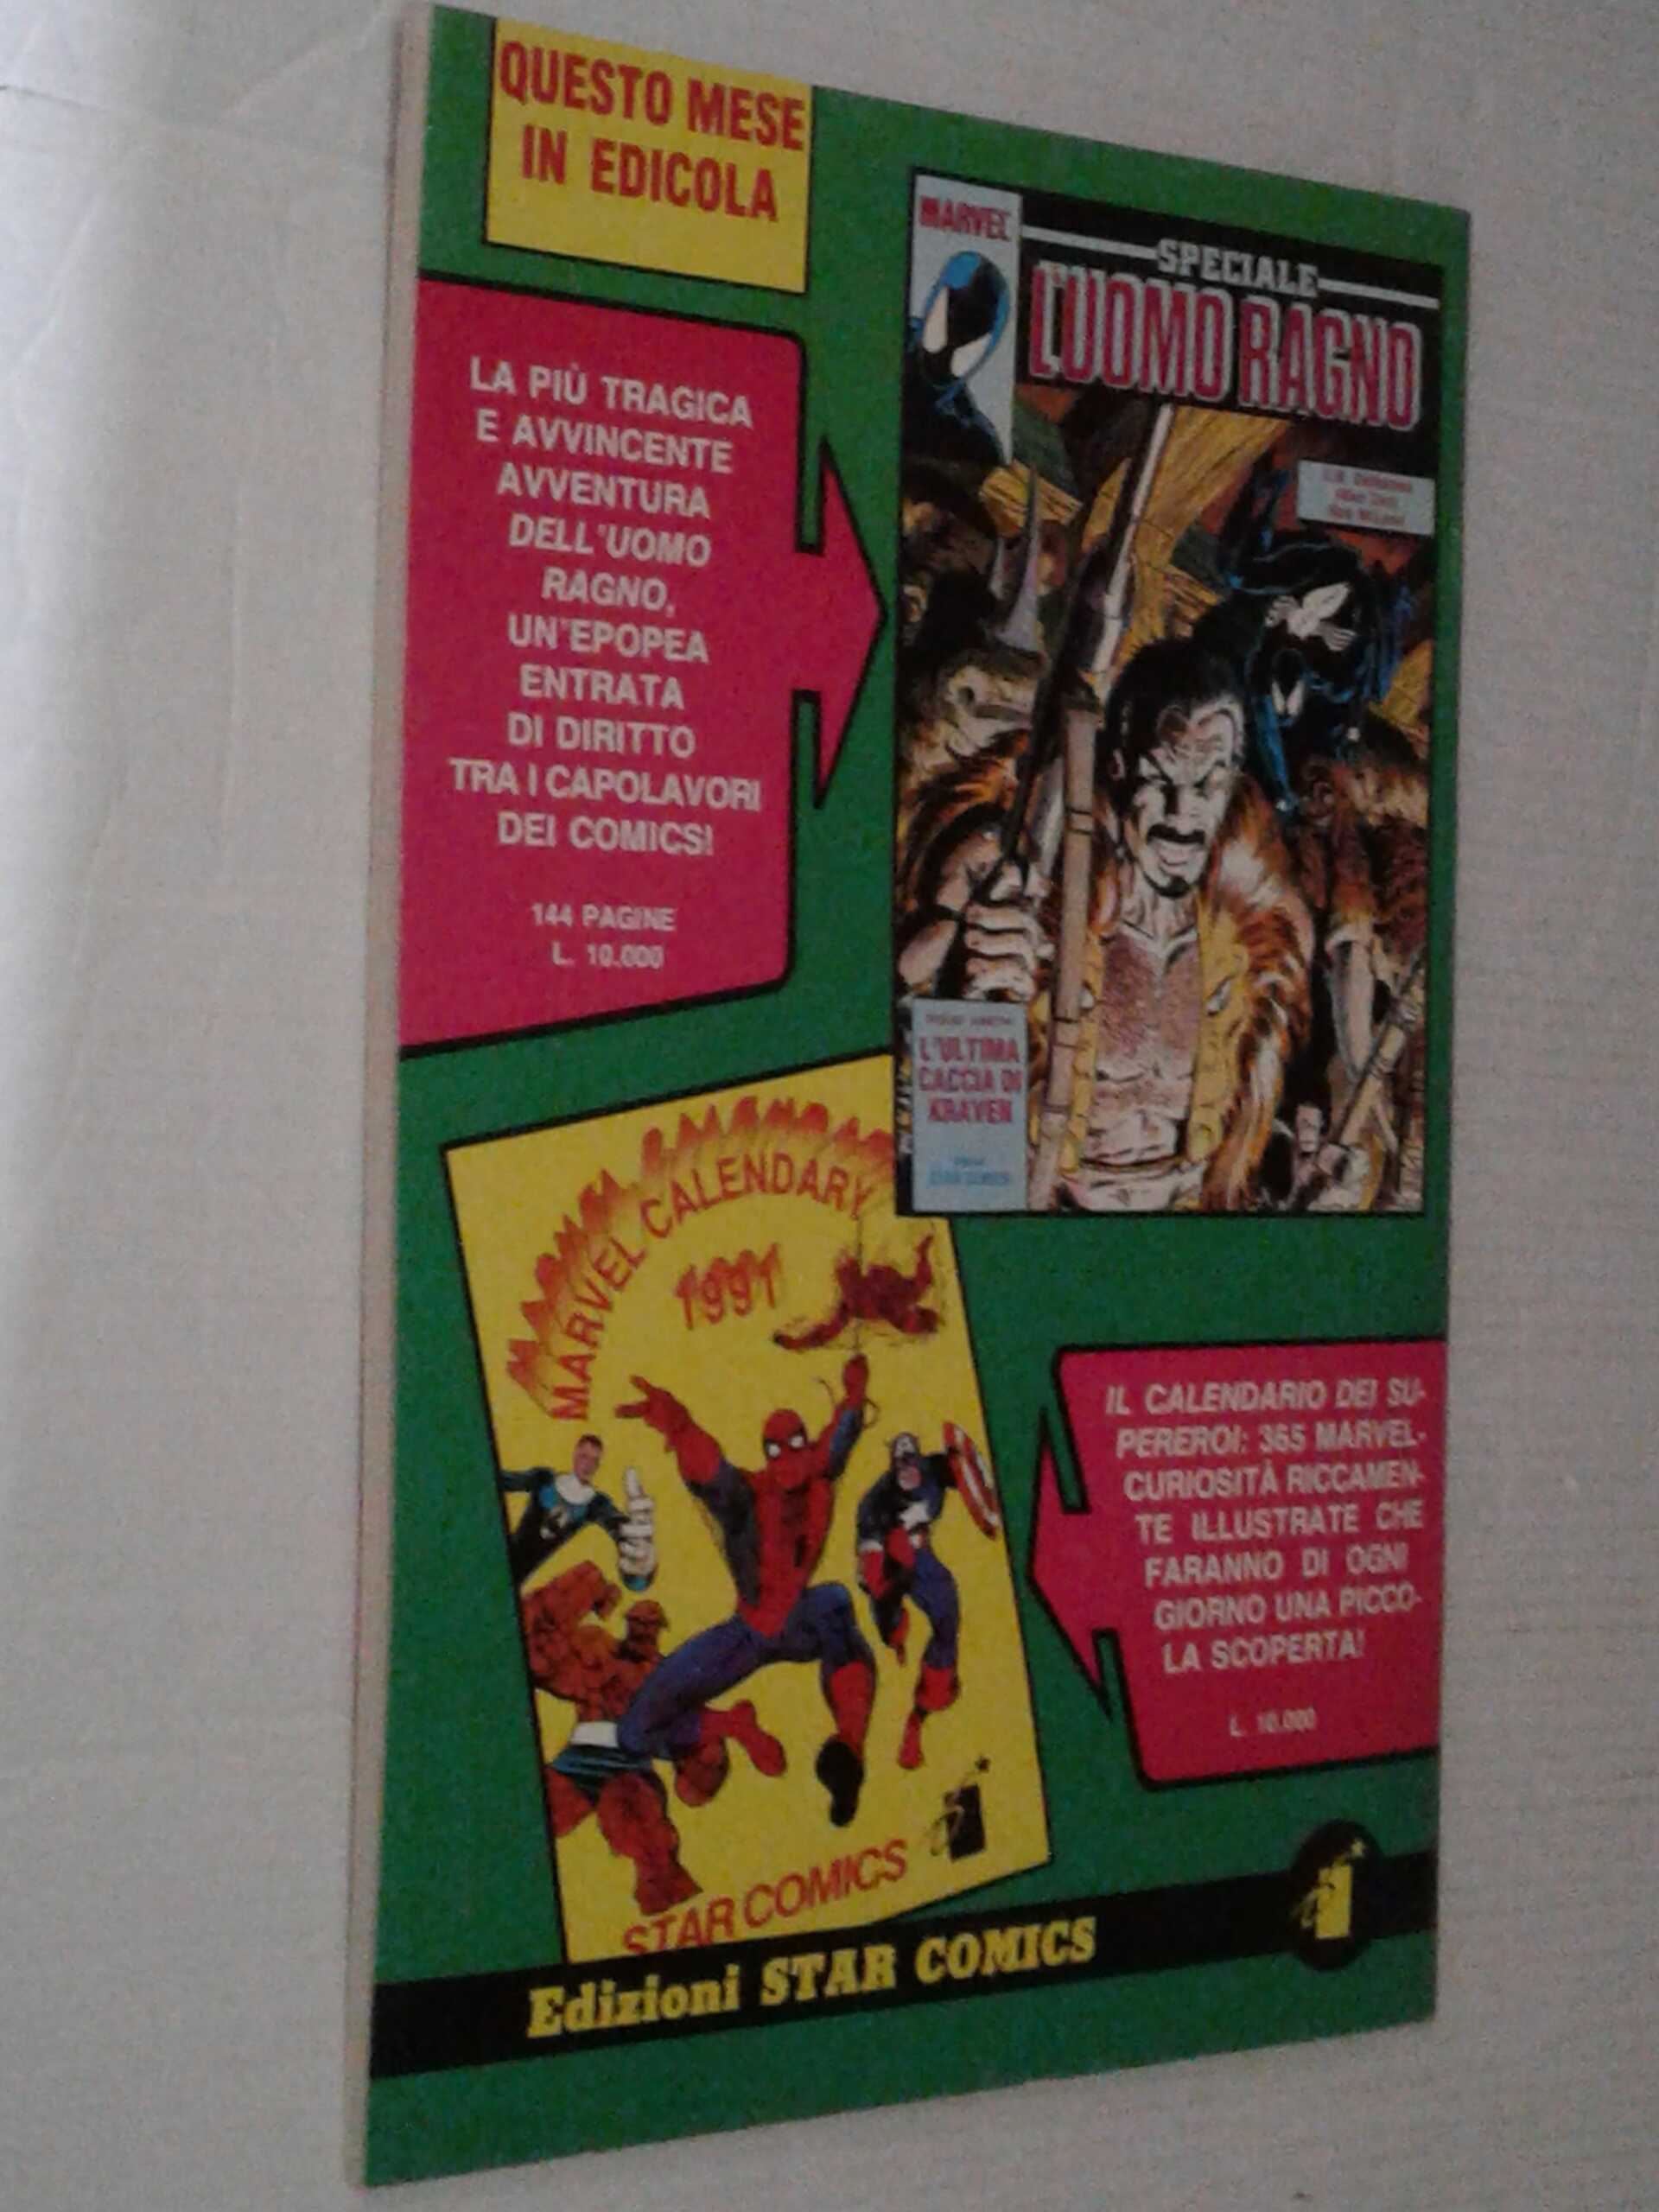 QUESTO MESE
IN EDICOLA
LA PIÙ TRAGICA
E AVVINCENTE
AVVENTURA
DELL'UOMO
RAGNO,
UN'EPOPEA
ENTRATA
DI DIRITTO
TRA I CAPOLAVORI
DEI COMICS!
144 PAGINE
L. 10.000
MARVEL
SPECIALE
L'UOMO RAGNO
L'ULTIMA
CACCIA DI
KRAVEN
STAR COMICS
MARVEL CALENDARY
1991
STAR COMICS
IL CALENDARIO DEI SU-
PEREROI: 365 MARVEL-
CURIOSITÀ RICCAMEN-
TE ILLUSTRATE CHE
FARANNO DI OGNI
GIORNO UNA PICCO-
LA SCOPERTA!
L. 10.000
Edizioni STAR COMICS